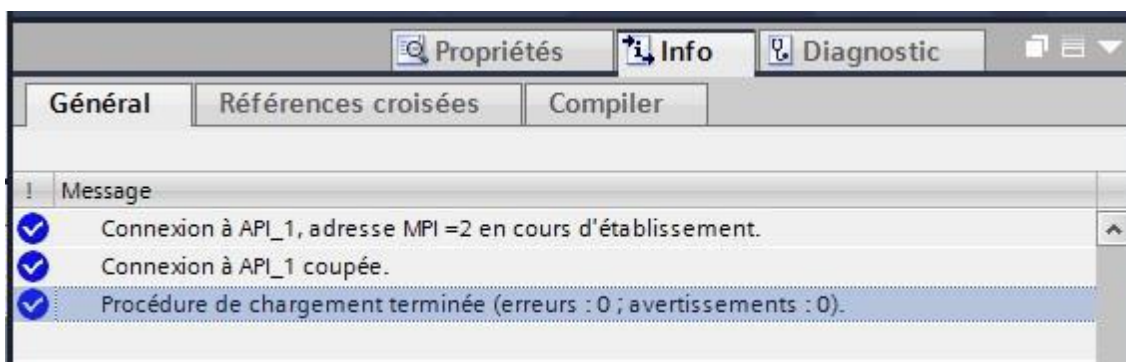 Propriétés Info Diagnostic
Général Références croisées Compiler
! Message
Connexion à API_1, adresse MPI =2 en cours d'établissement.
Connexion à API_1 coupée.
Procédure de chargement terminée (erreurs : 0 ; avertissements : 0).